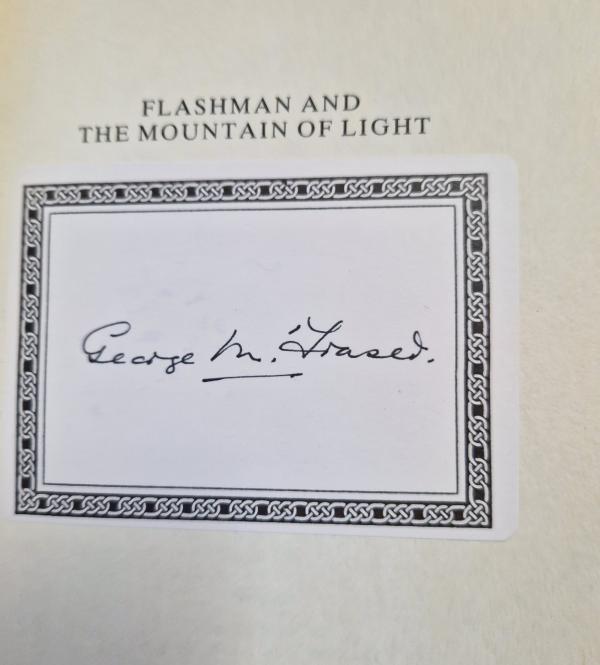 FLASHMAN AND
THE MOUNTAIN OF LIGHT
George M. Fraser.